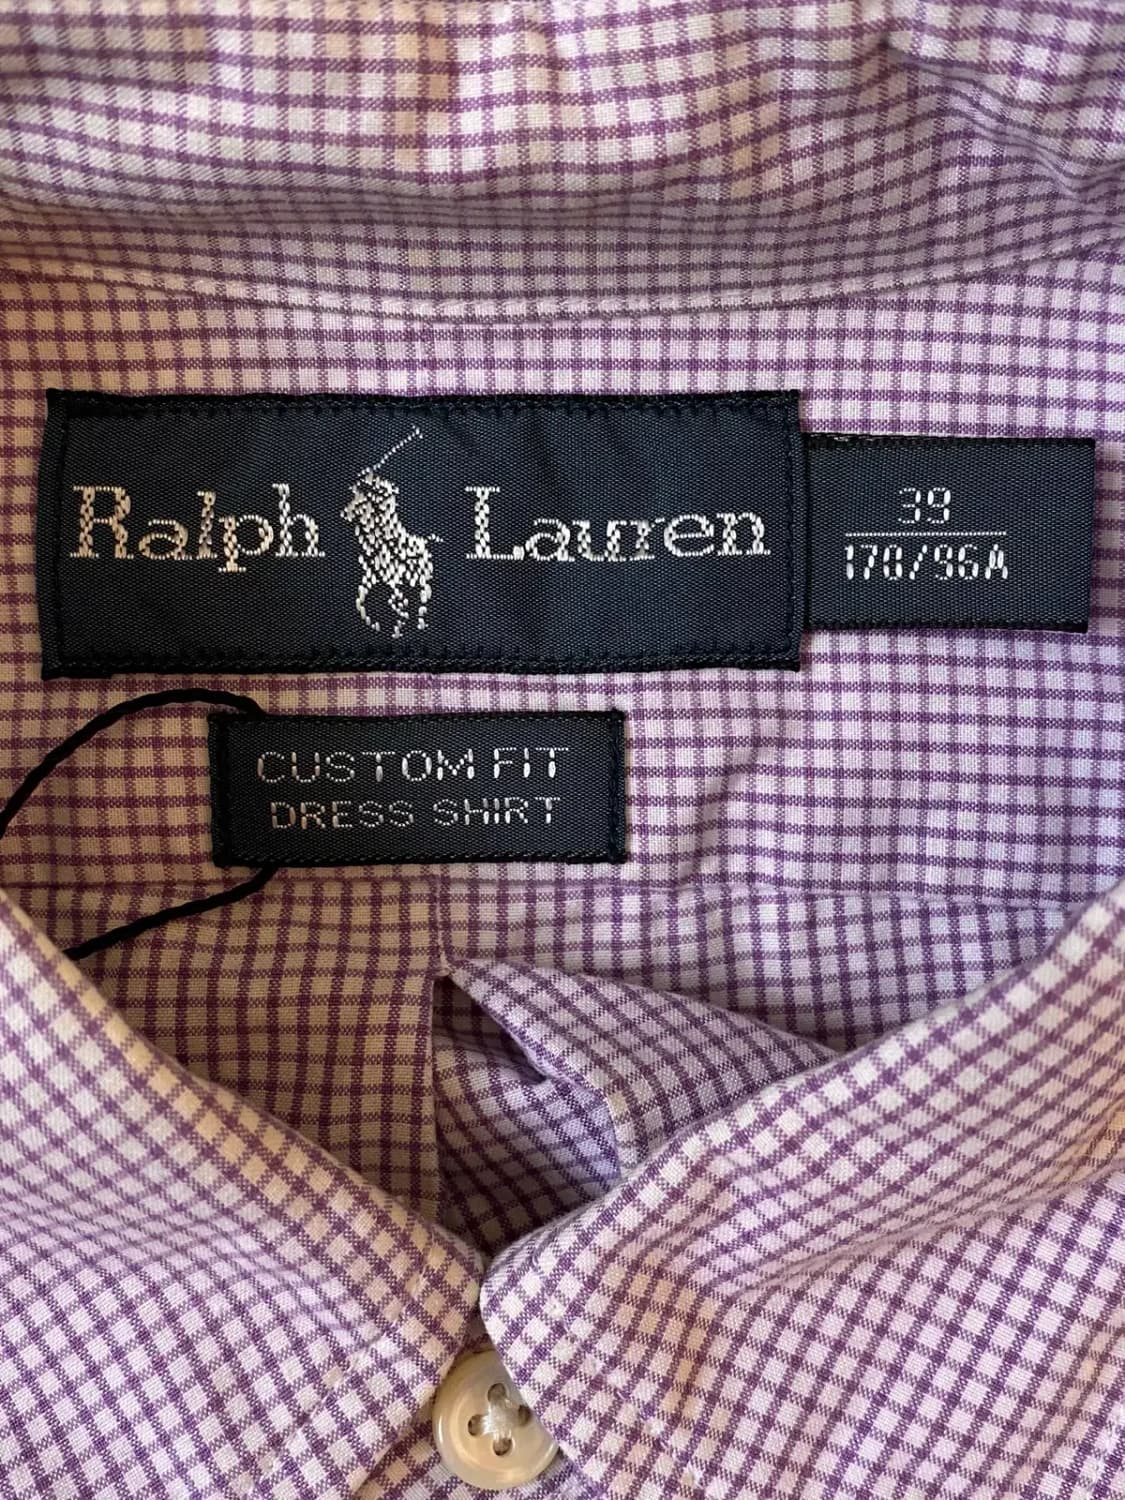 Ralph Lauren
39
170/96A
CUSTOM FIT
DRESS SHIRT